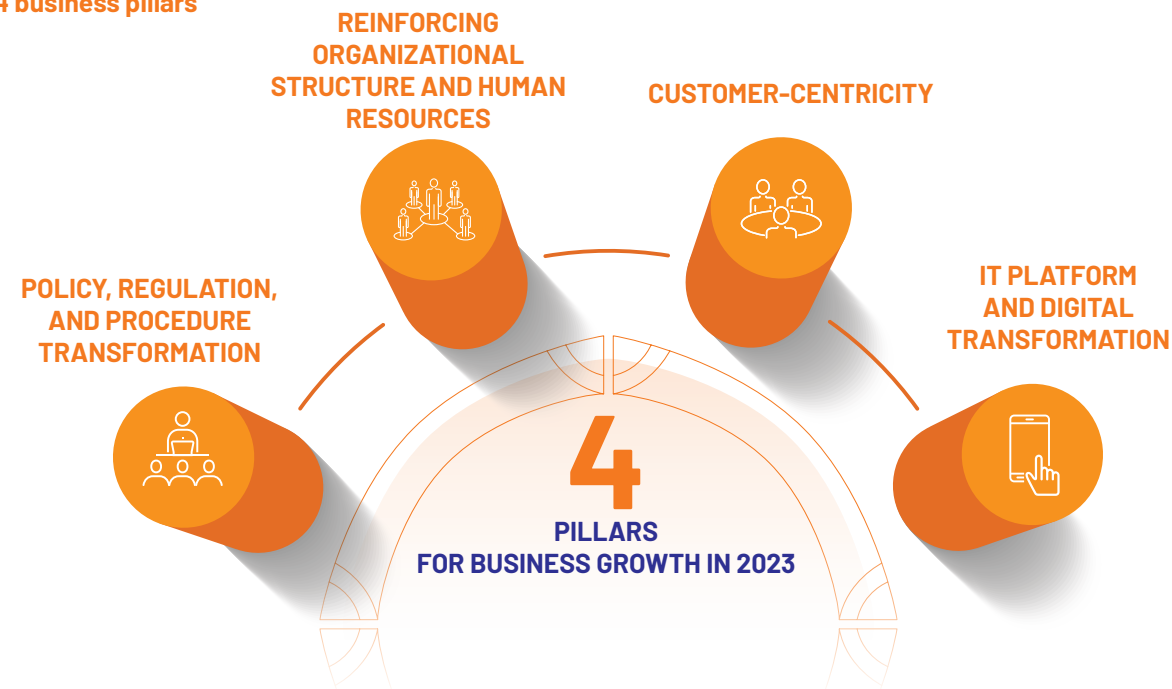 4 business pillars
REINFORCING
ORGANIZATIONAL
STRUCTURE AND HUMAN
RESOURCES
CUSTOMER-CENTRICITY
POLICY, REGULATION,
AND PROCEDURE
TRANSFORMATION
IT PLATFORM
AND DIGITAL
TRANSFORMATION
4
PILLARS
FOR BUSINESS GROWTH IN 2023